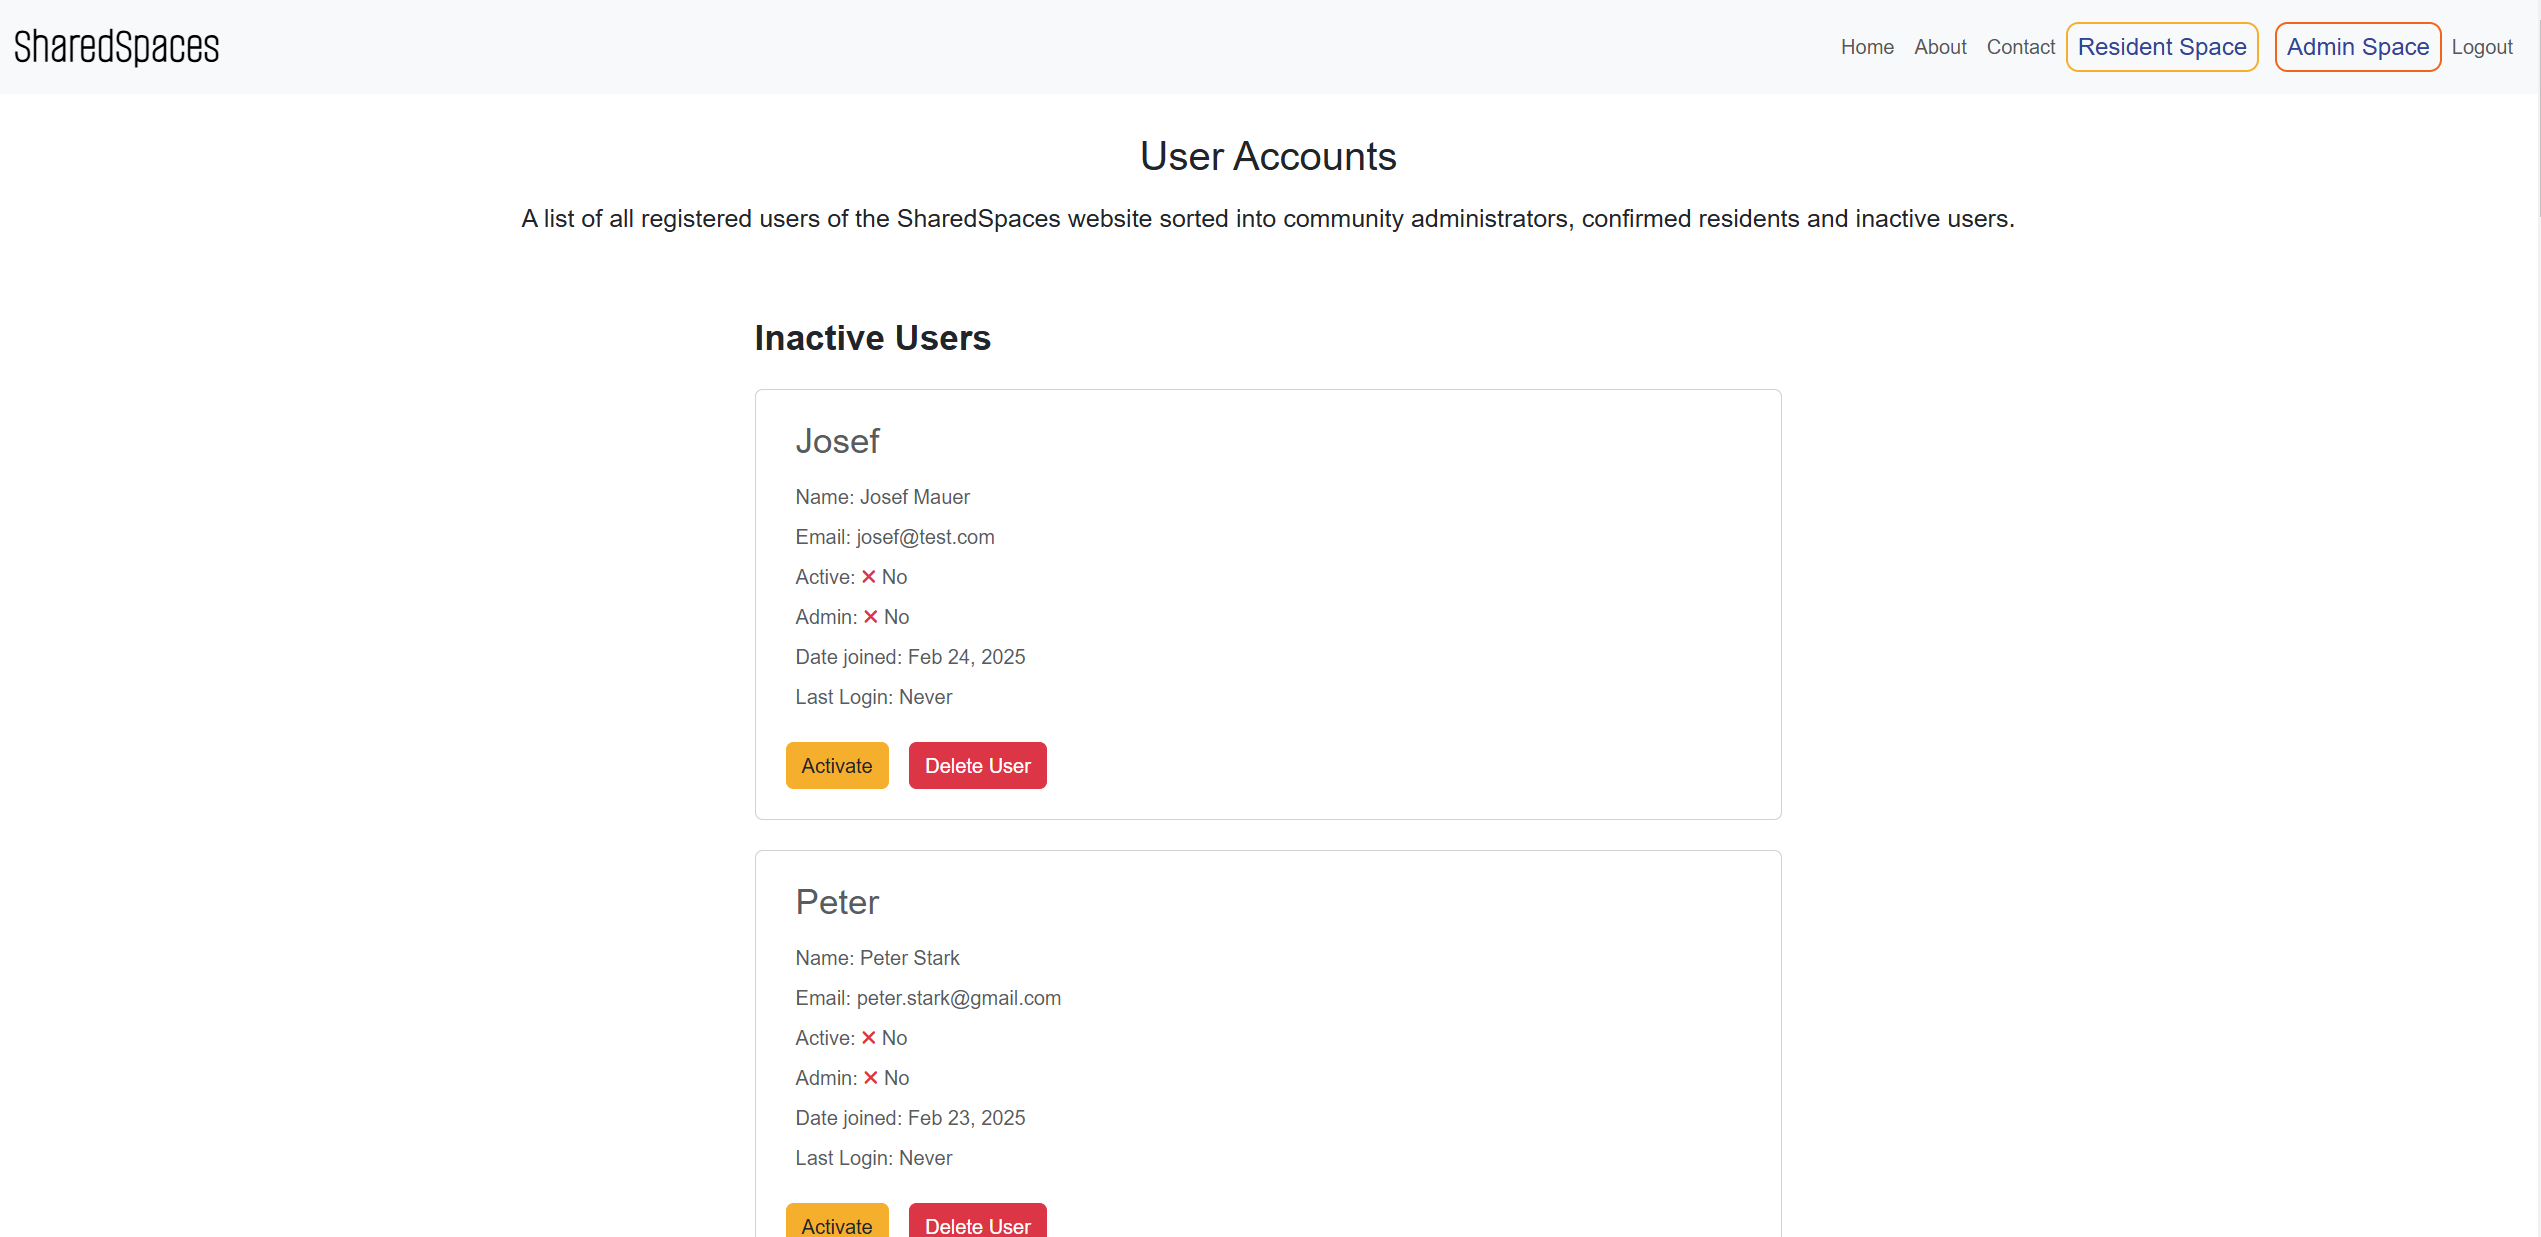 SharedSpaces
Home About Contact Resident Space Admin Space Logout
User Accounts
A list of all registered users of the SharedSpaces website sorted into community administrators, confirmed residents and inactive users.
Inactive Users
Josef
Name: Josef Mauer
Email: josef@test.com
Active: ✕ No
Admin: ✕ No
Date joined: Feb 24, 2025
Last Login: Never
Activate Delete User
Peter
Name: Peter Stark
Email: peter.stark@gmail.com
Active: ✕ No
Admin: ✕ No
Date joined: Feb 23, 2025
Last Login: Never
Activate Delete User